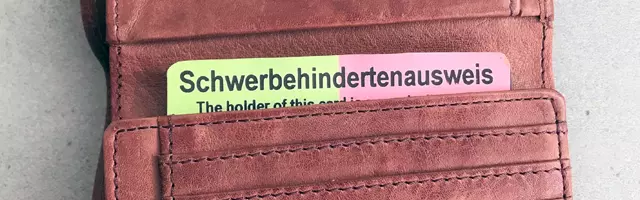 Schwerbehindertenausweis
The holder of this card is